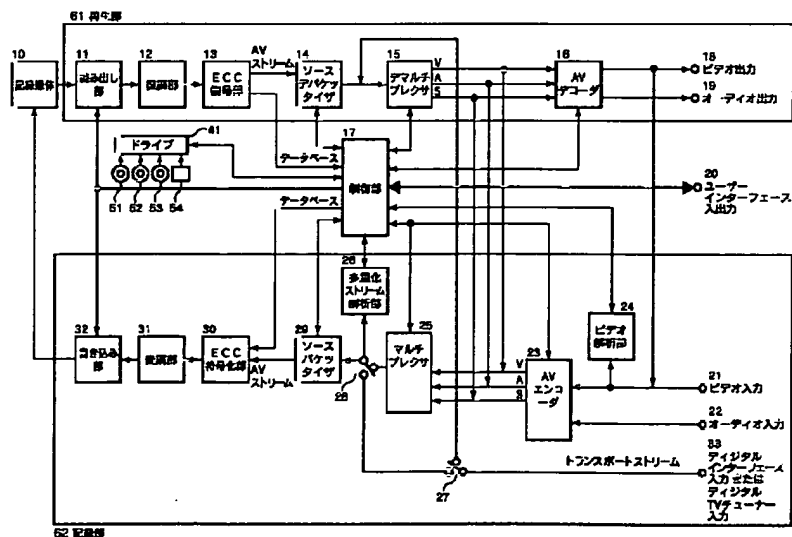 61 再生部
10
記録媒体
11
読み出し
部
12
復調部
13
ECC
復号部
AV
ストリーム
14
ソース
デパケッ
タイザ
15
デマルチ
プレクサ
V
A
S
16
AV
デコーダ
18
ビデオ出力
19
オーディオ出力
41
ドライブ
51
52
53
54
データベース
17
制御部
データベース
20
ユーザー
インターフェース
入出力
26
多重化
ストリーム
解析部
24
ビデオ
解析部
32
書き込み
部
31
変調部
30
ECC
符号化部
AV
ストリーム
29
ソース
パケッ
タイザ
28
25
マルチ
プレクサ
V
A
S
23
AV
エンコーダ
21
ビデオ入力
22
オーディオ入力
トランスポートストリーム
27
33
ディジタル
インターフェース
入力または
ディジタル
TVチューナー
入力
62 記録部